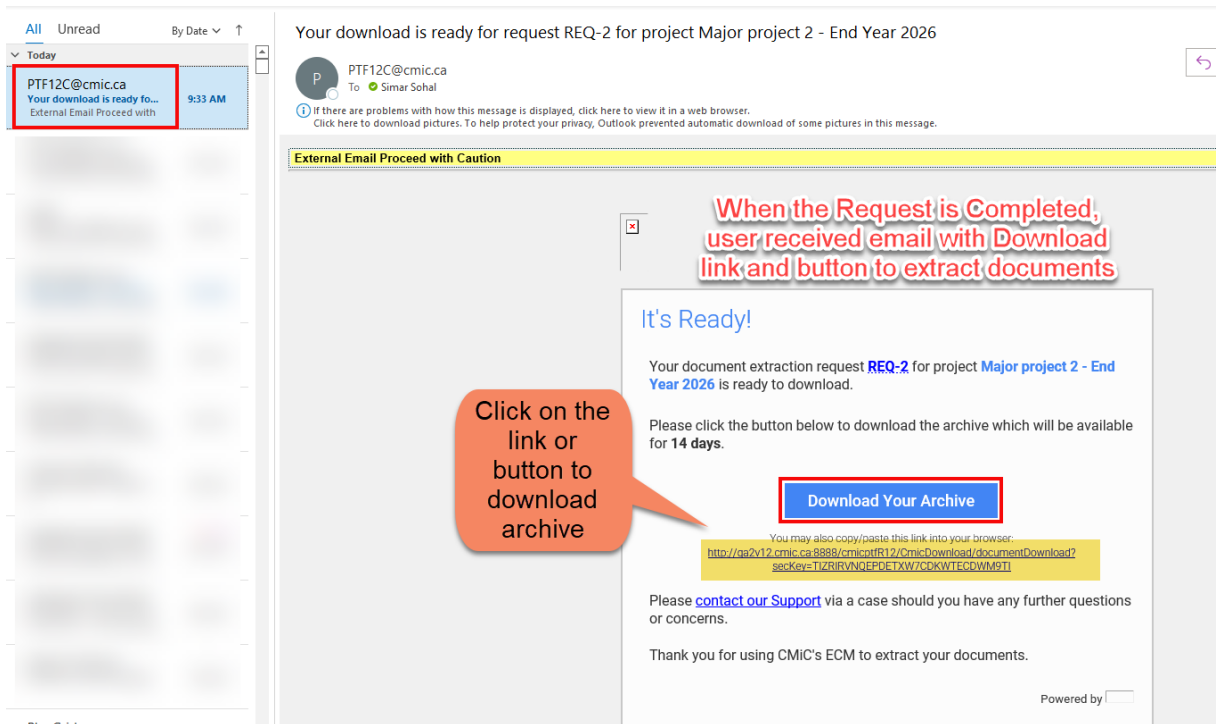 All Unread By Date
Today
PTF12C@cmic.ca
Your download is ready fo... 9:33 AM
External Email Proceed with
Your download is ready for request REQ-2 for project Major project 2 - End Year 2026
P
PTF12C@cmic.ca
To Simar Sohal
If there are problems with how this message is displayed, click here to view it in a web browser.
Click here to download pictures. To help protect your privacy, Outlook prevented automatic download of some pictures in this message.
External Email Proceed with Caution
When the Request is Completed,
user received email with Download
link and button to extract documents
It's Ready!
Your document extraction request REQ-2 for project Major project 2 - End
Year 2026 is ready to download.
Please click the button below to download the archive which will be available
for 14 days.
Click on the
link or
button to
download
archive
Download Your Archive
You may also copy/paste this link into your browser:
http://qa2v12.cmic.ca:8888/cmicptfR12/CmicDownload/documentDownload?
secKey=TIZRIRVNQEPDETXW7CDKWTECDWM9TI
Please contact our Support via a case should you have any further questions
or concerns.
Thank you for using CMiC's ECM to extract your documents.
Powered by